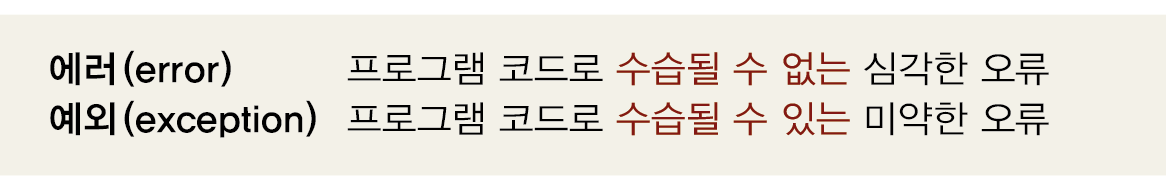 에러(error) 프로그램 코드로 수습될 수 없는 심각한 오류
예외(exception) 프로그램 코드로 수습될 수 있는 미약한 오류